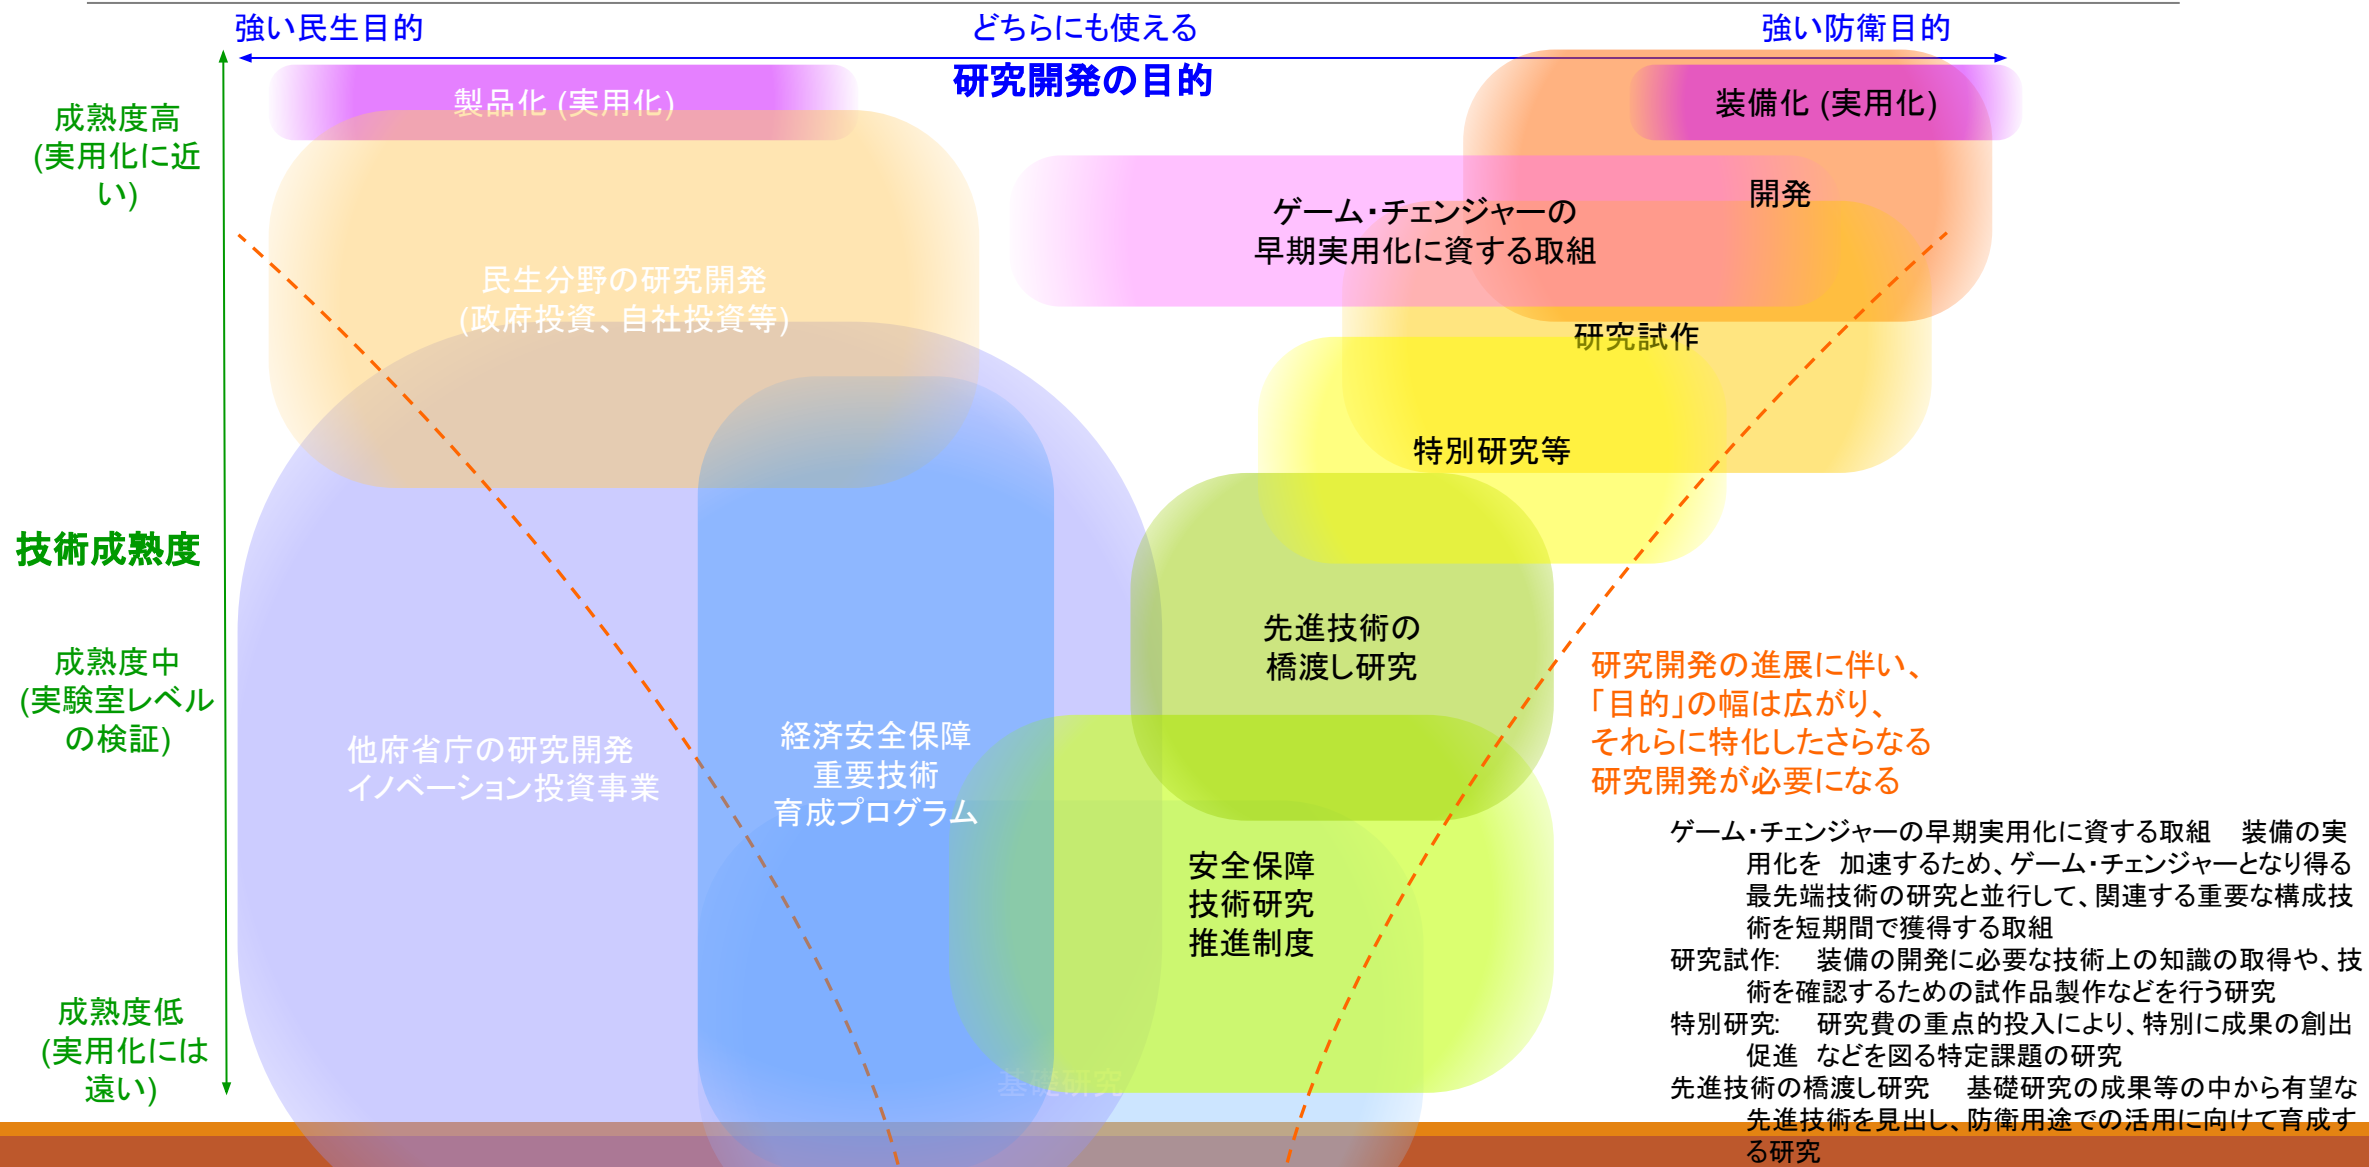 強い民生目的
どちらにも使える
強い防衛目的
研究開発の目的
製品化 (実用化)
装備化 (実用化)
成熟度高
(実用化に近
い)
開発
ゲーム・チェンジャーの
早期実用化に資する取組
民生分野の研究開発
(政府投資、自社投資等)
研究試作
特別研究等
技術成熟度
先進技術の
橋渡し研究
成熟度中
(実験室レベル
の検証)
研究開発の進展に伴い、
「目的」の幅は広がり、
それらに特化したさらなる
研究開発が必要になる
他府省庁の研究開発
イノベーション投資事業
経済安全保障
重要技術
育成プログラム
安全保障
技術研究
推進制度
成熟度低
(実用化には
遠い)
基礎研究
ゲーム・チェンジャーの早期実用化に資する取組　装備の実
用化を　加速するため、ゲーム・チェンジャーとなり得る
最先端技術の研究と並行して、関連する重要な構成技
術を短期間で獲得する取組
研究試作:　装備の開発に必要な技術上の知識の取得や、技
術を確認するための試作品製作などを行う研究
特別研究:　研究費の重点的投入により、特別に成果の創出
促進　などを図る特定課題の研究
先進技術の橋渡し研究　基礎研究の成果等の中から有望な
先進技術を見出し、防衛用途での活用に向けて育成す
る研究